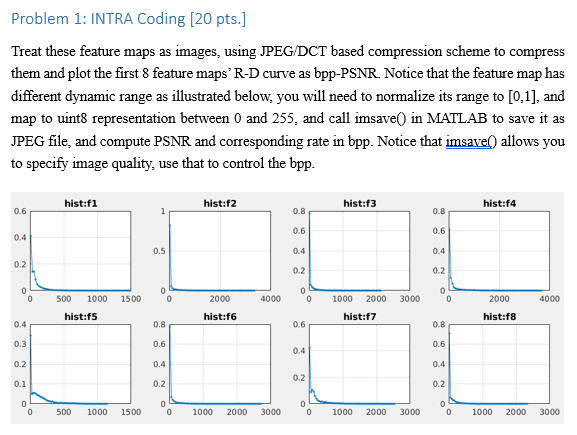 Problem 1: INTRA Coding [20 pts.]
Treat these feature maps as images, using JPEG/DCT based compression scheme to compress
them and plot the first 8 feature maps’ R-D curve as bpp-PSNR. Notice that the feature map has
different dynamic range as illustrated below, you will need to normalize its range to [0,1], and
map to uint8 representation between 0 and 255, and call imsave() in MATLAB to save it as
JPEG file, and compute PSNR and corresponding rate in bpp. Notice that imsave() allows you
to specify image quality, use that to control the bpp.
hist:f1 hist:f2 hist:f3 hist:f4
0.6 1 0.8 0.8
0.6 0.6
0.4 0.5 0.4 0.4
0.2 0.2 0.2
0 0 0 0
0 500 1000 1500 0 2000 4000 0 1000 2000 3000 0 2000 4000
hist:f5 hist:f6 hist:f7 hist:f8
0.4 0.8 0.6 0.8
0.3 0.6 0.4 0.6
0.2 0.4 0.4
0.1 0.2 0.2 0.2
0 0 0 0
0 500 1000 1500 0 1000 2000 3000 0 1000 2000 3000 0 1000 2000 3000